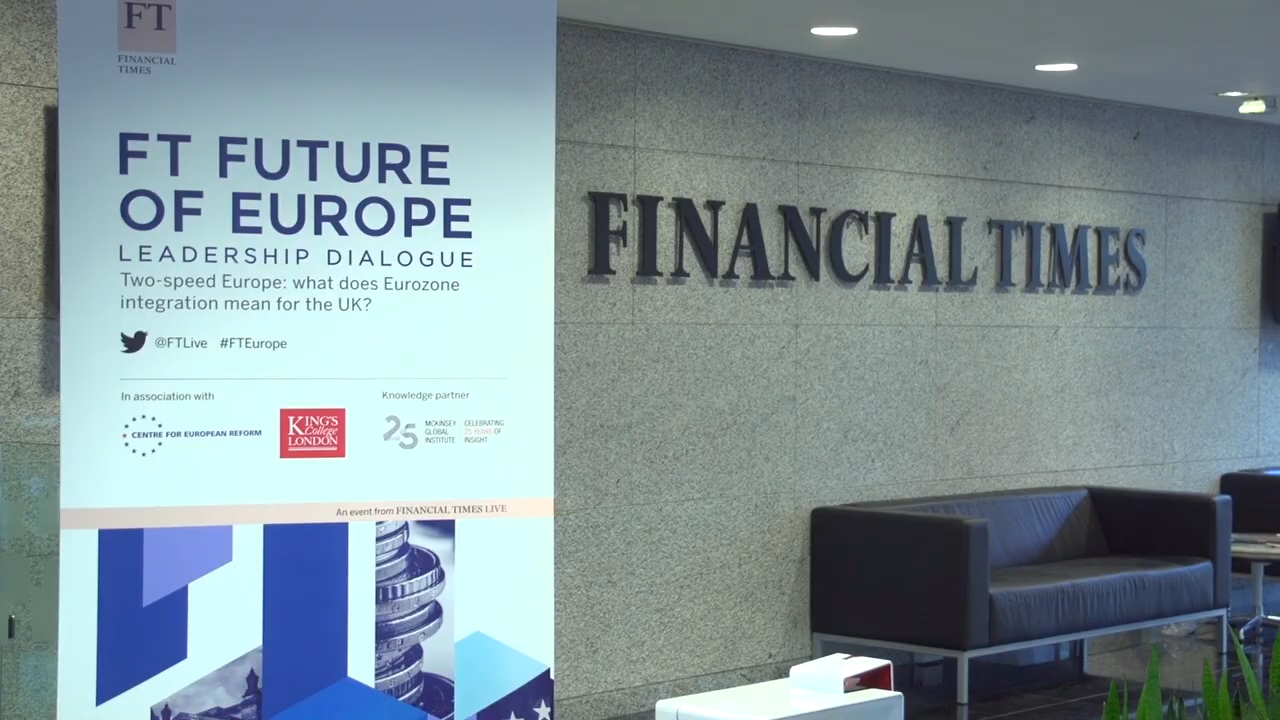 FT
FINANCIAL
TIMES
FT FUTURE
OF EUROPE
LEADERSHIP DIALOGUE
Two-speed Europe: what does Eurozone
integration mean for the UK?
@FTLive #FTEurope
In association with
Knowledge partner
CENTRE FOR EUROPEAN REFORM
KING'S
College
LONDON
25
MCKINSEY
GLOBAL
INSTITUTE
CELEBRATING
25 YEARS OF
INSIGHT
An event from FINANCIAL TIMES LIVE
FINANCIAL TIMES